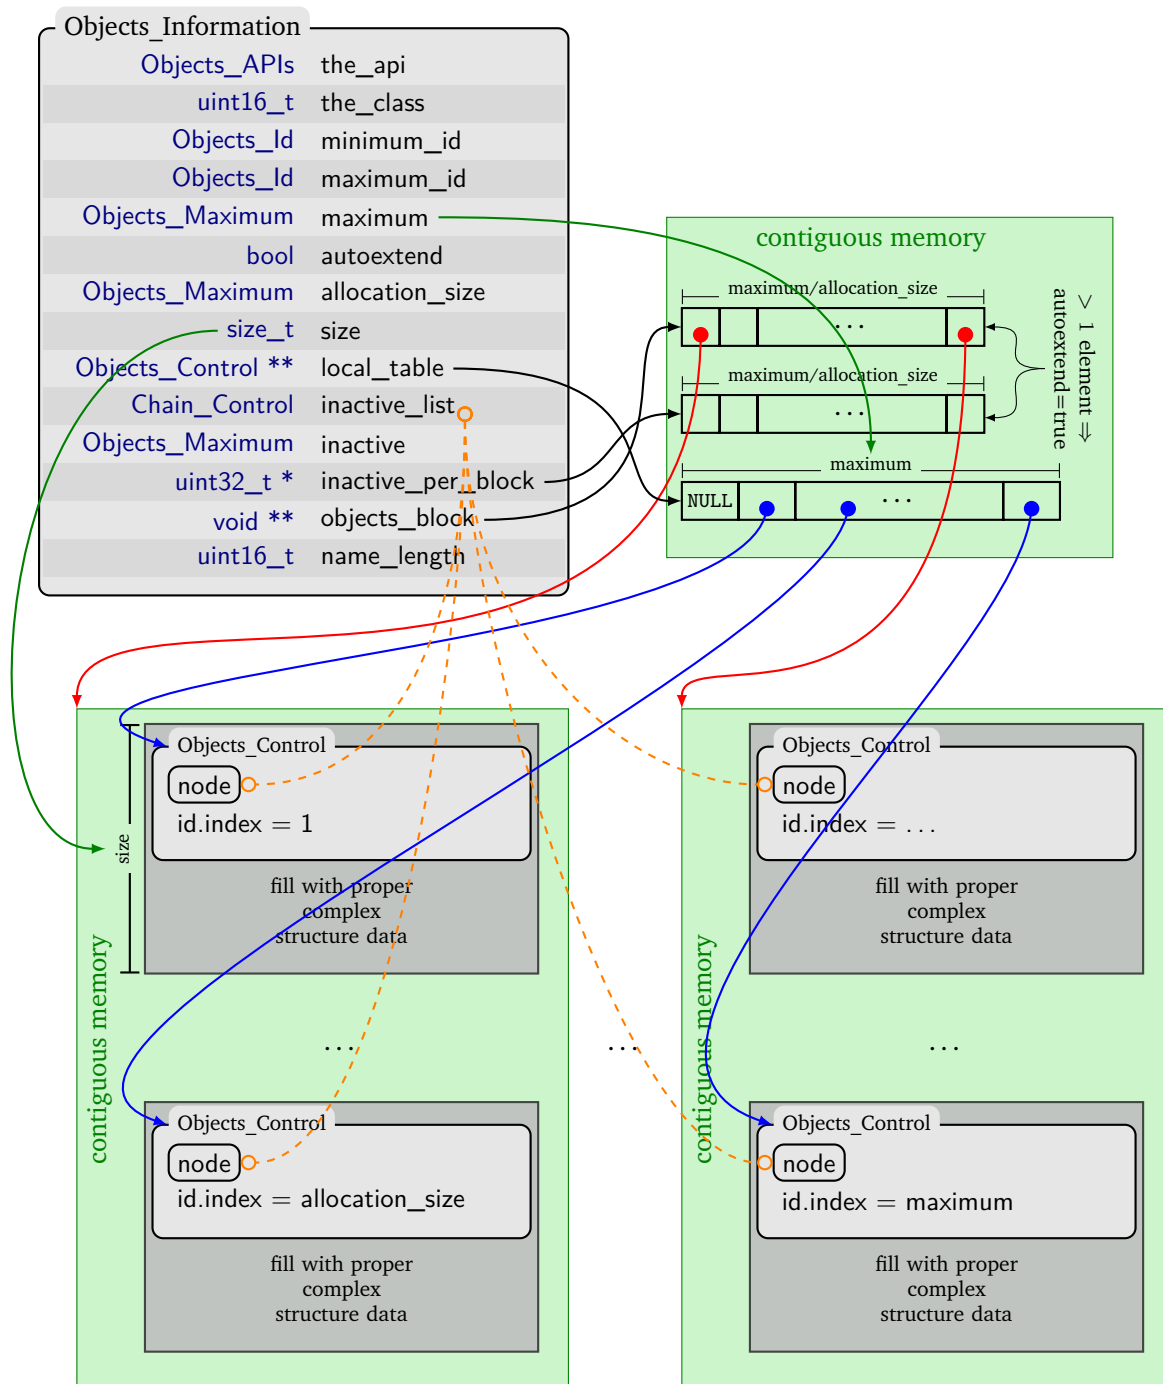 Objects_Information
Objects_APIs the_api
uint16_t the_class
Objects_Id minimum_id
Objects_Id maximum_id
Objects_Maximum maximum
bool autoextend
Objects_Maximum allocation_size
size_t size
Objects_Control ** local_table
Chain_Control inactive_list
Objects_Maximum inactive
uint32_t * inactive_per_block
void ** objects_block
uint16_t name_length
contiguous memory
maximum/allocation_size
...
maximum/allocation_size
...
maximum
NULL ...
> 1 element ⇒
autoextend=true
contiguous memory
size
Objects_Control
node
id.index = 1
fill with proper
complex
structure data
...
Objects_Control
node
id.index = allocation_size
fill with proper
complex
structure data
...
contiguous memory
Objects_Control
node
id.index = ...
fill with proper
complex
structure data
...
Objects_Control
node
id.index = maximum
fill with proper
complex
structure data